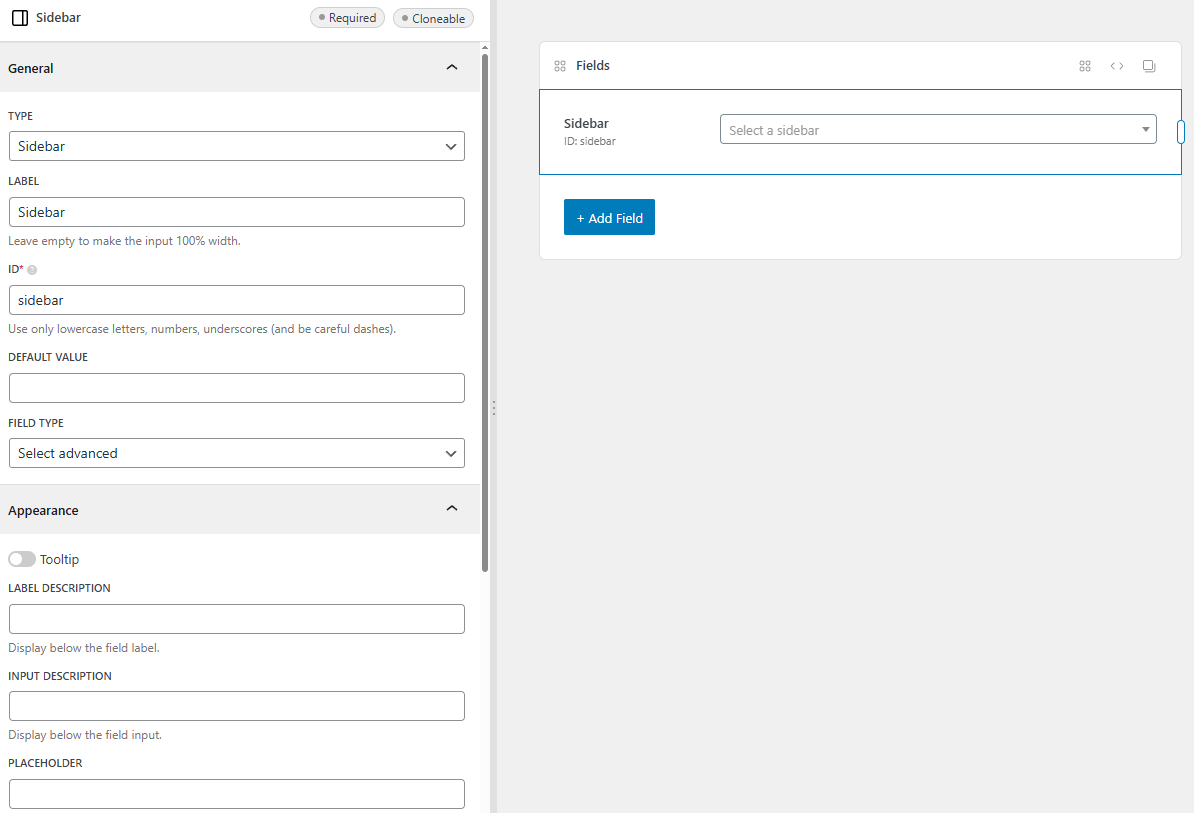 Sidebar
Required
Cloneable
General
TYPE
Sidebar
LABEL
Sidebar
Leave empty to make the input 100% width.
ID*
sidebar
Use only lowercase letters, numbers, underscores (and be careful dashes).
DEFAULT VALUE
FIELD TYPE
Select advanced
Appearance
Tooltip
LABEL DESCRIPTION
Display below the field label.
INPUT DESCRIPTION
Display below the field input.
PLACEHOLDER
Fields
Sidebar
ID: sidebar
Select a sidebar
+ Add Field